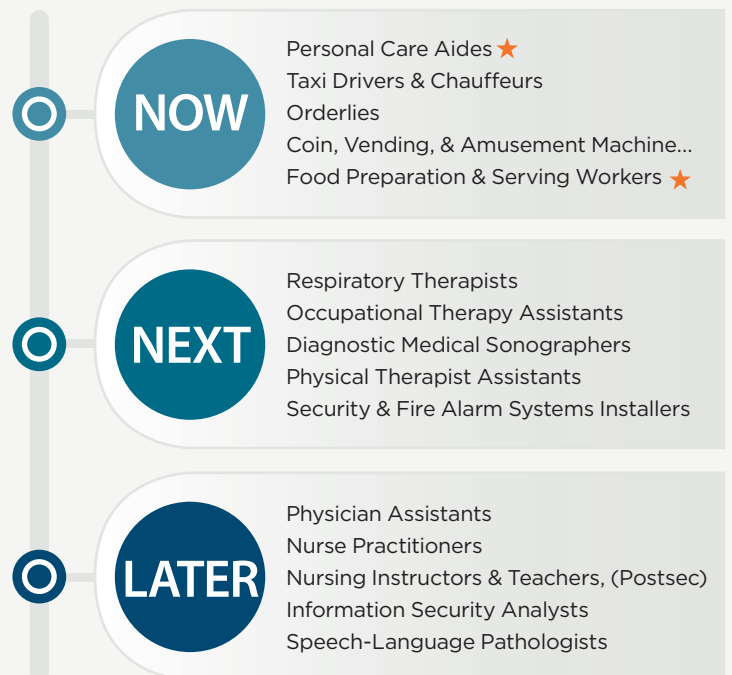 NOW
Personal Care Aides
Taxi Drivers & Chauffeurs
Orderlies
Coin, Vending, & Amusement Machine...
Food Preparation & Serving Workers
NEXT
Respiratory Therapists
Occupational Therapy Assistants
Diagnostic Medical Sonographers
Physical Therapist Assistants
Security & Fire Alarm Systems Installers
LATER
Physician Assistants
Nurse Practitioners
Nursing Instructors & Teachers, (Postsec)
Information Security Analysts
Speech-Language Pathologists